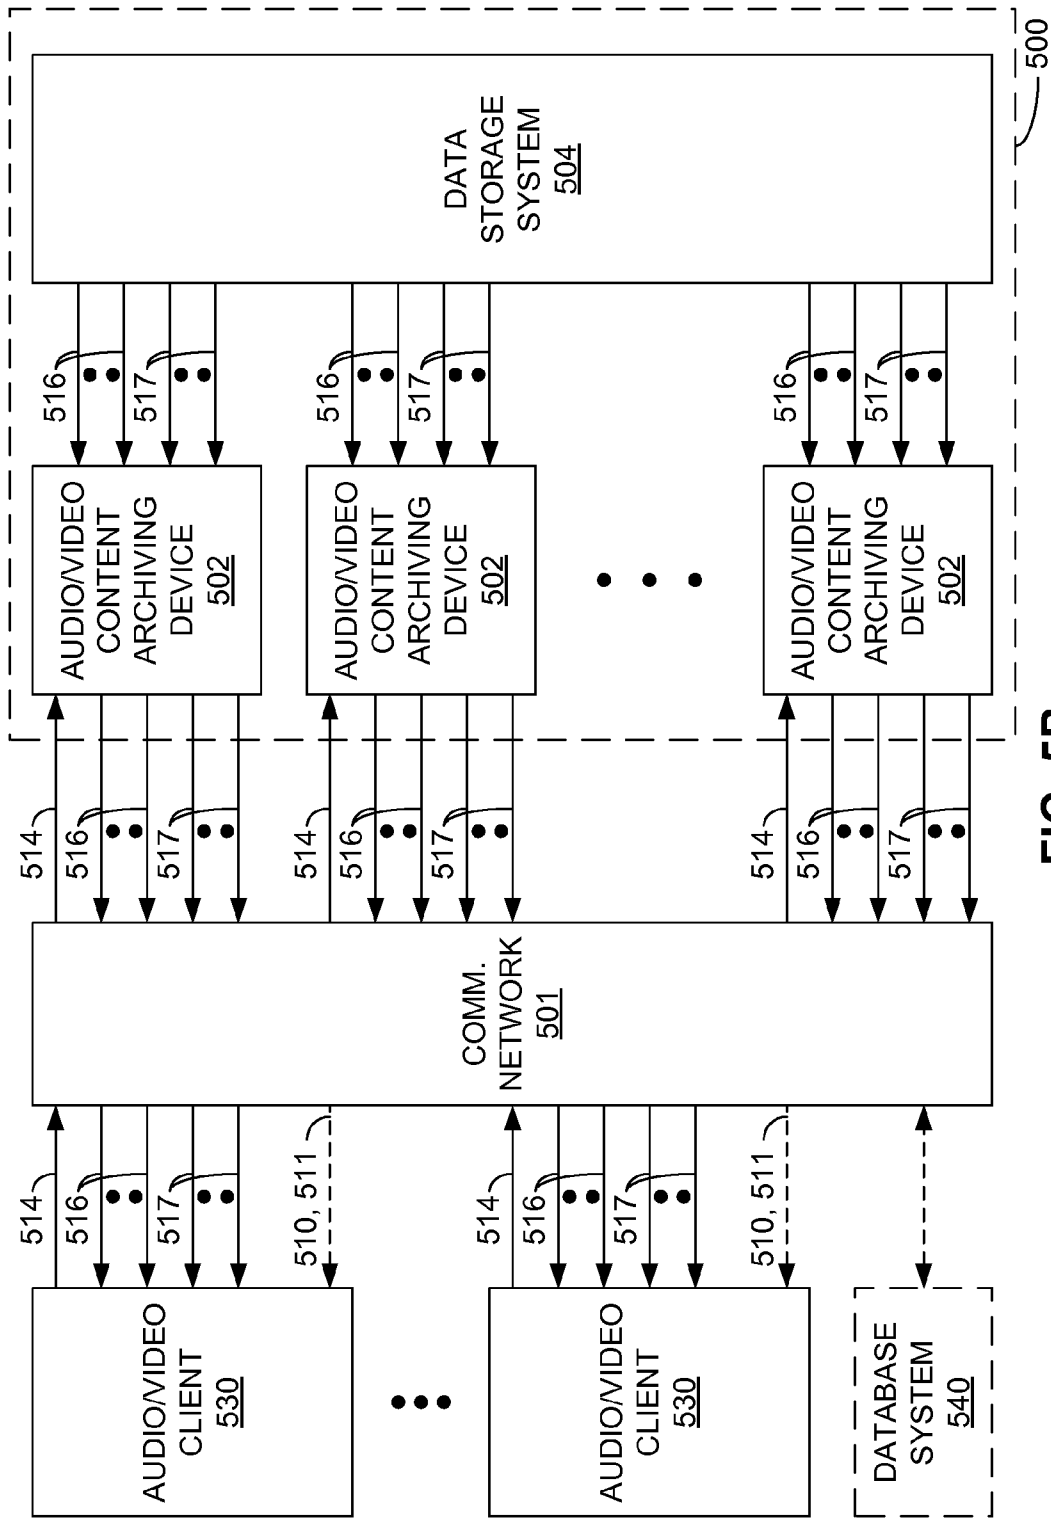 514
516
517
510, 511
AUDIO/VIDEO
CLIENT
530
514
516
517
510, 511
AUDIO/VIDEO
CLIENT
530
DATABASE
SYSTEM
540
COMM.
NETWORK
501
514
516
517
AUDIO/VIDEO
CONTENT
ARCHIVING
DEVICE
502
516
517
514
516
517
AUDIO/VIDEO
CONTENT
ARCHIVING
DEVICE
502
516
517
514
516
517
AUDIO/VIDEO
CONTENT
ARCHIVING
DEVICE
502
516
517
DATA
STORAGE
SYSTEM
504
500
FIG.